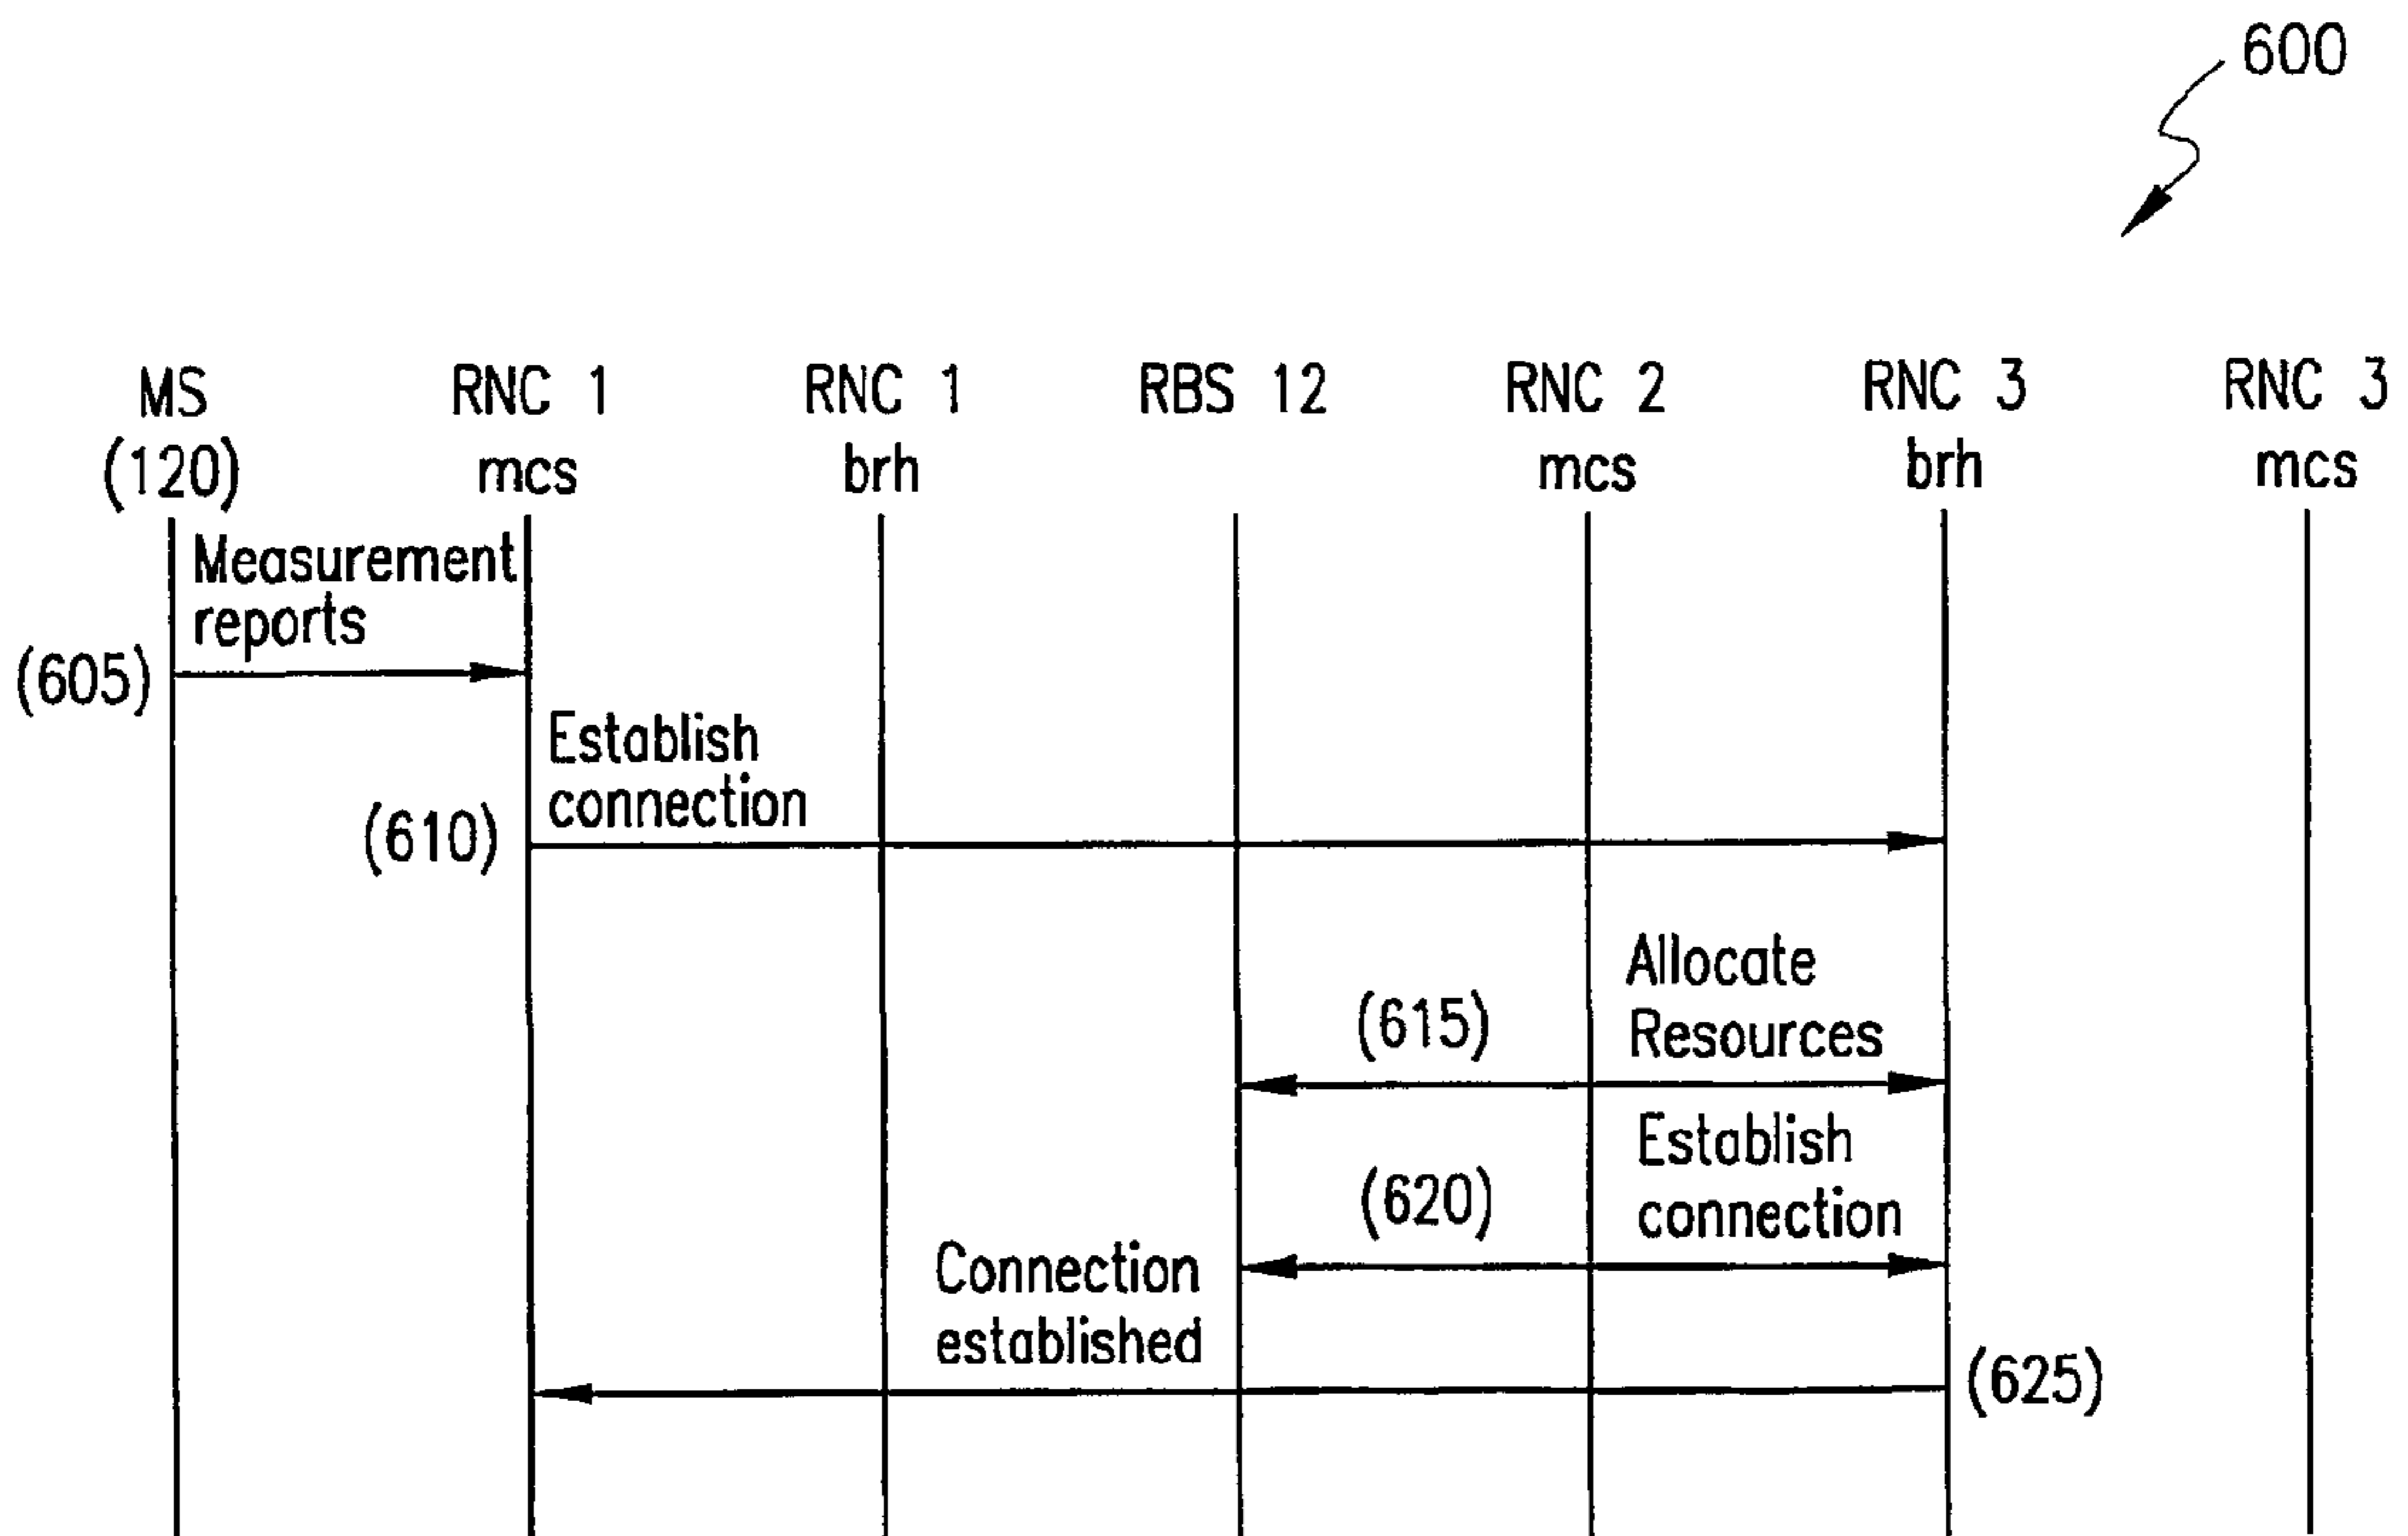 600
MS
(120)
RNC 1
mcs
RNC 1
brh
RBS 12
RNC 2
mcs
RNC 3
brh
RNC 3
mcs
Measurement
reports
(605)
Establish
connection
(610)
Allocate
Resources
(615)
Establish
connection
(620)
Connection
established
(625)